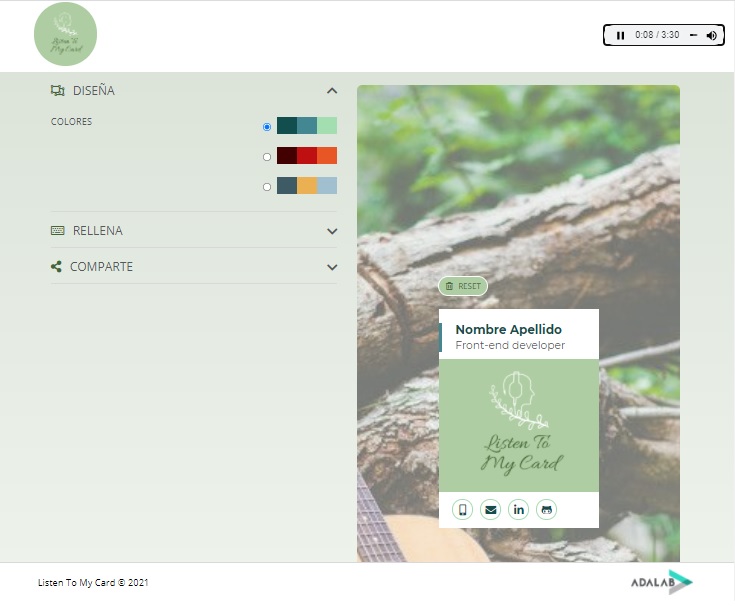 Listen To
My Card
0:08 / 3:30
DISEÑA
COLORES
RELLENA
COMPARTE
RESET
Nombre Apellido
Front-end developer
Listen To
My Card
in
Listen To My Card © 2021
ADALAB